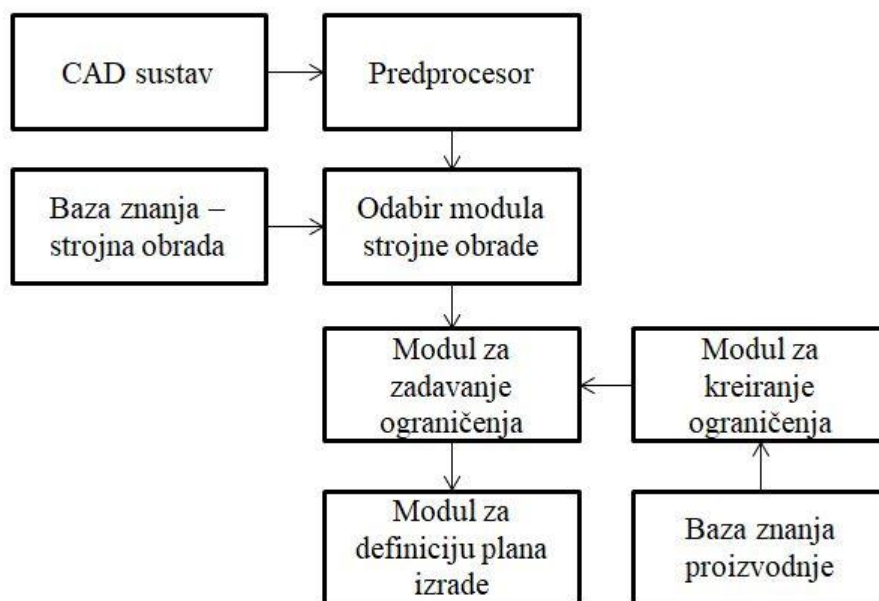 CAD sustav
Predprocesor
Baza znanja –
strojna obrada
Odabir modula
strojne obrade
Modul za
zadavanje
ograničenja
Modul za
kreiranje
ograničenja
Modul za
definiciju plana
izrade
Baza znanja
proizvodnje